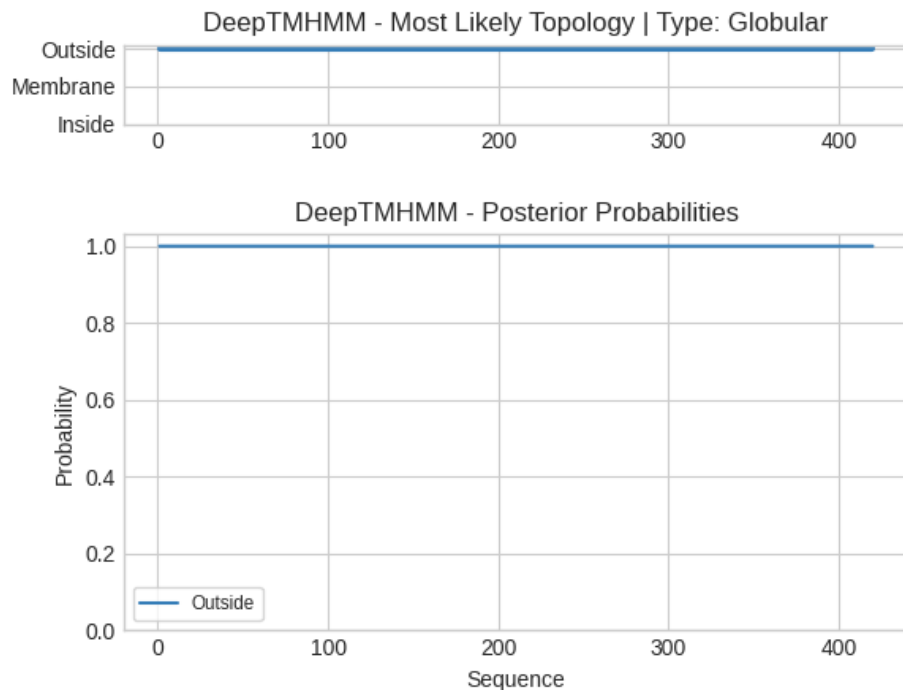 DeepTMHMM - Most Likely Topology | Type: Globular
Outside
Membrane
Inside
0 100 200 300 400
DeepTMHMM - Posterior Probabilities
1.0
0.8
0.6
0.4
0.2
0.0
Probability
Outside
0 100 200 300 400
Sequence